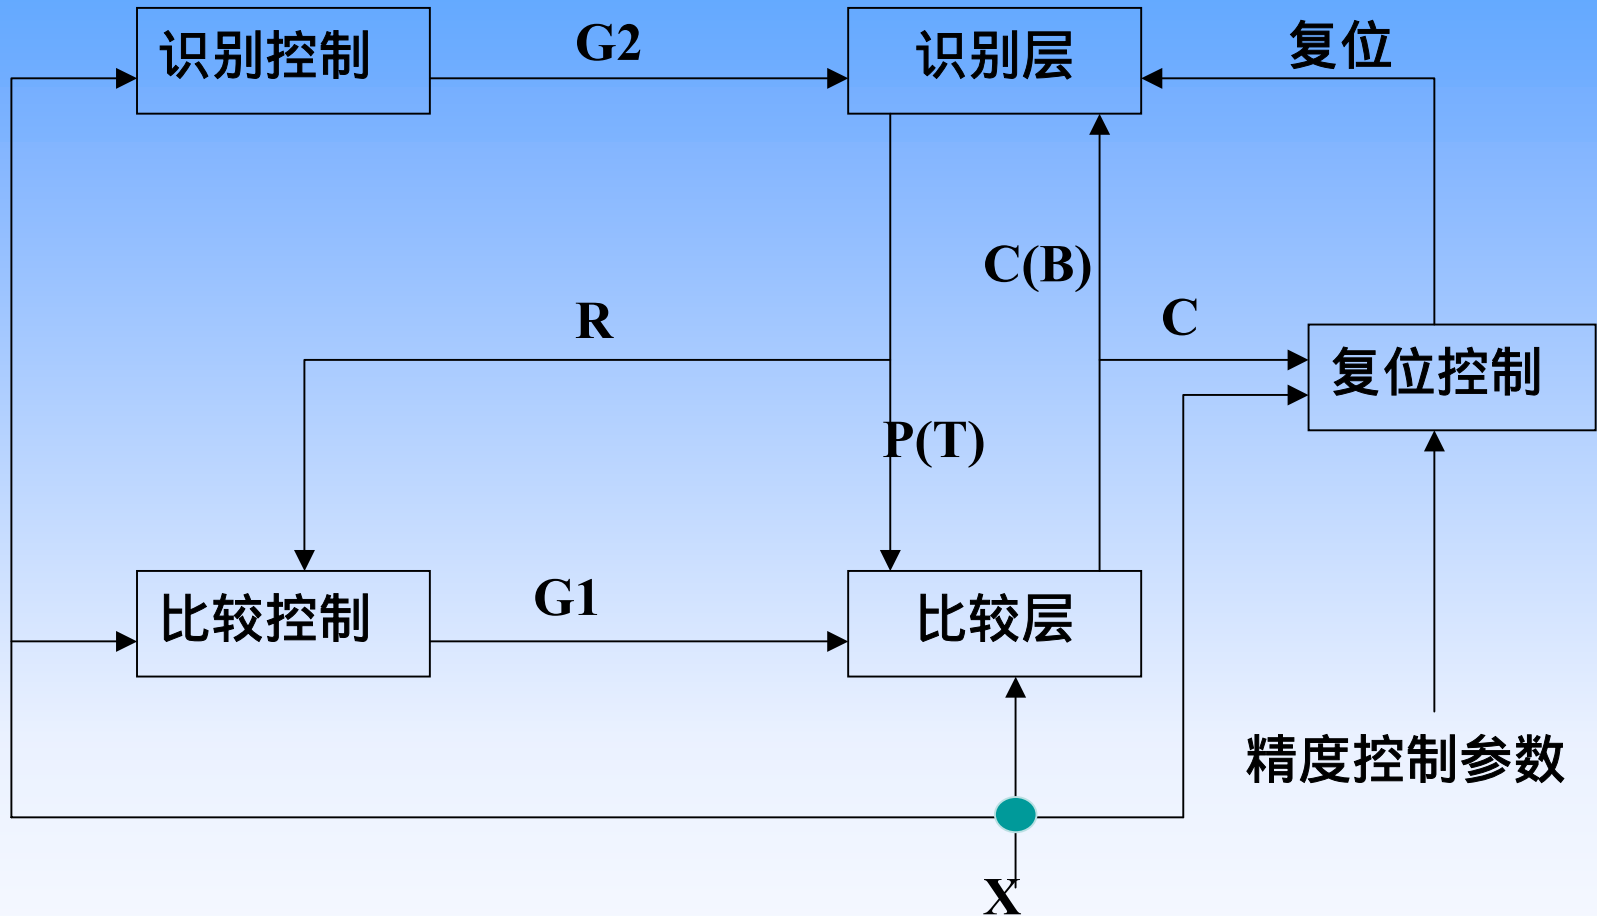 识别控制
G2
识别层
复位
C(B)
R
C
复位控制
P(T)
比较控制
G1
比较层
精度控制参数
X